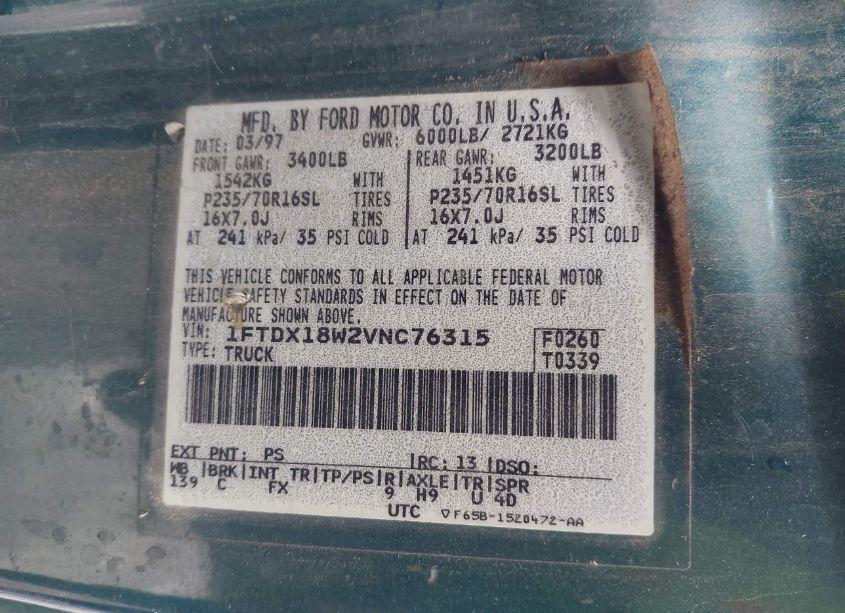 MFD. BY FORD MOTOR CO. IN U.S.A.
DATE: 03/97 GVWR: 6000LB/ 2721KG
FRONT GAWR: 3400LB REAR GAWR: 3200LB
1542KG WITH 1451KG WITH
P235/70R16SL TIRES P235/70R16SL TIRES
16X7.0J RIMS 16X7.0J RIMS
AT 241 kPa/ 35 PSI COLD AT 241 kPa/ 35 PSI COLD
THIS VEHICLE CONFORMS TO ALL APPLICABLE FEDERAL MOTOR
VEHICLE SAFETY STANDARDS IN EFFECT ON THE DATE OF
MANUFACTURE SHOWN ABOVE.
VIN: 1FTDX18W2VNC76315 F0260
TYPE: TRUCK T0339
EXT PNT: PS |RC: 13 |DSO:
WB |BRK|INT TR|TP/PS|R|AXLE|TR|SPR
139 C FX 9 H9 U 4D
UTC ▽F65B-1520472-AA